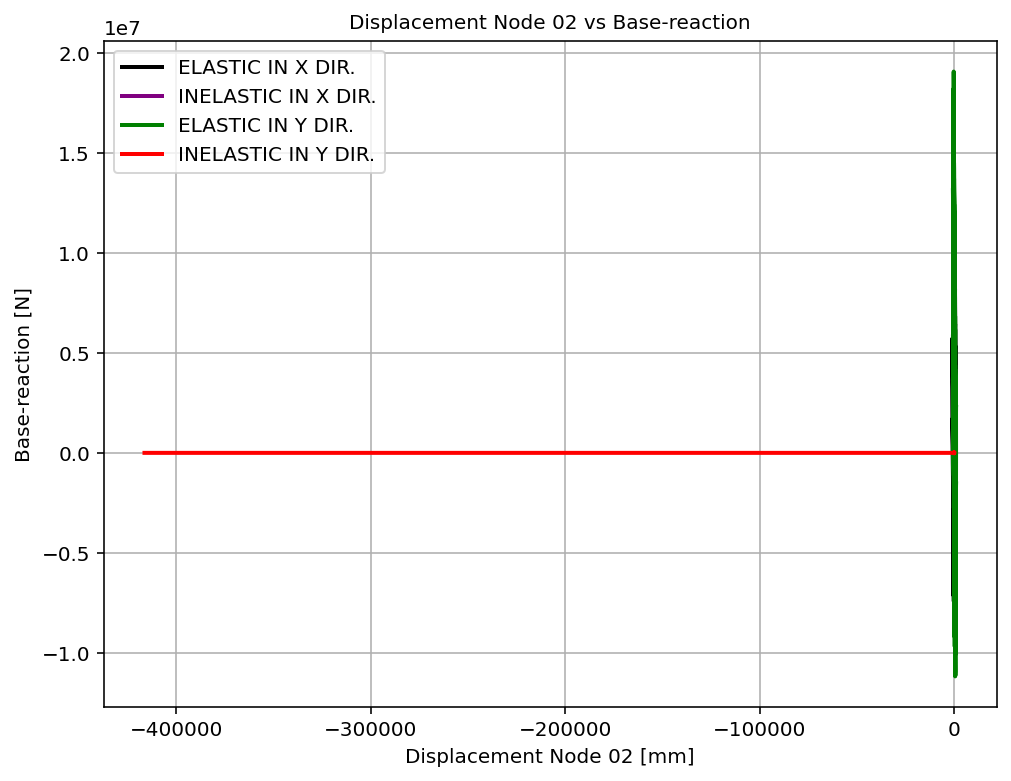 Displacement Node 02 vs Base-reaction
1e7
2.0
1.5
1.0
0.5
0.0
−0.5
−1.0
Base-reaction [N]
ELASTIC IN X DIR.
INELASTIC IN X DIR.
ELASTIC IN Y DIR.
INELASTIC IN Y DIR.
−400000 −300000 −200000 −100000 0
Displacement Node 02 [mm]